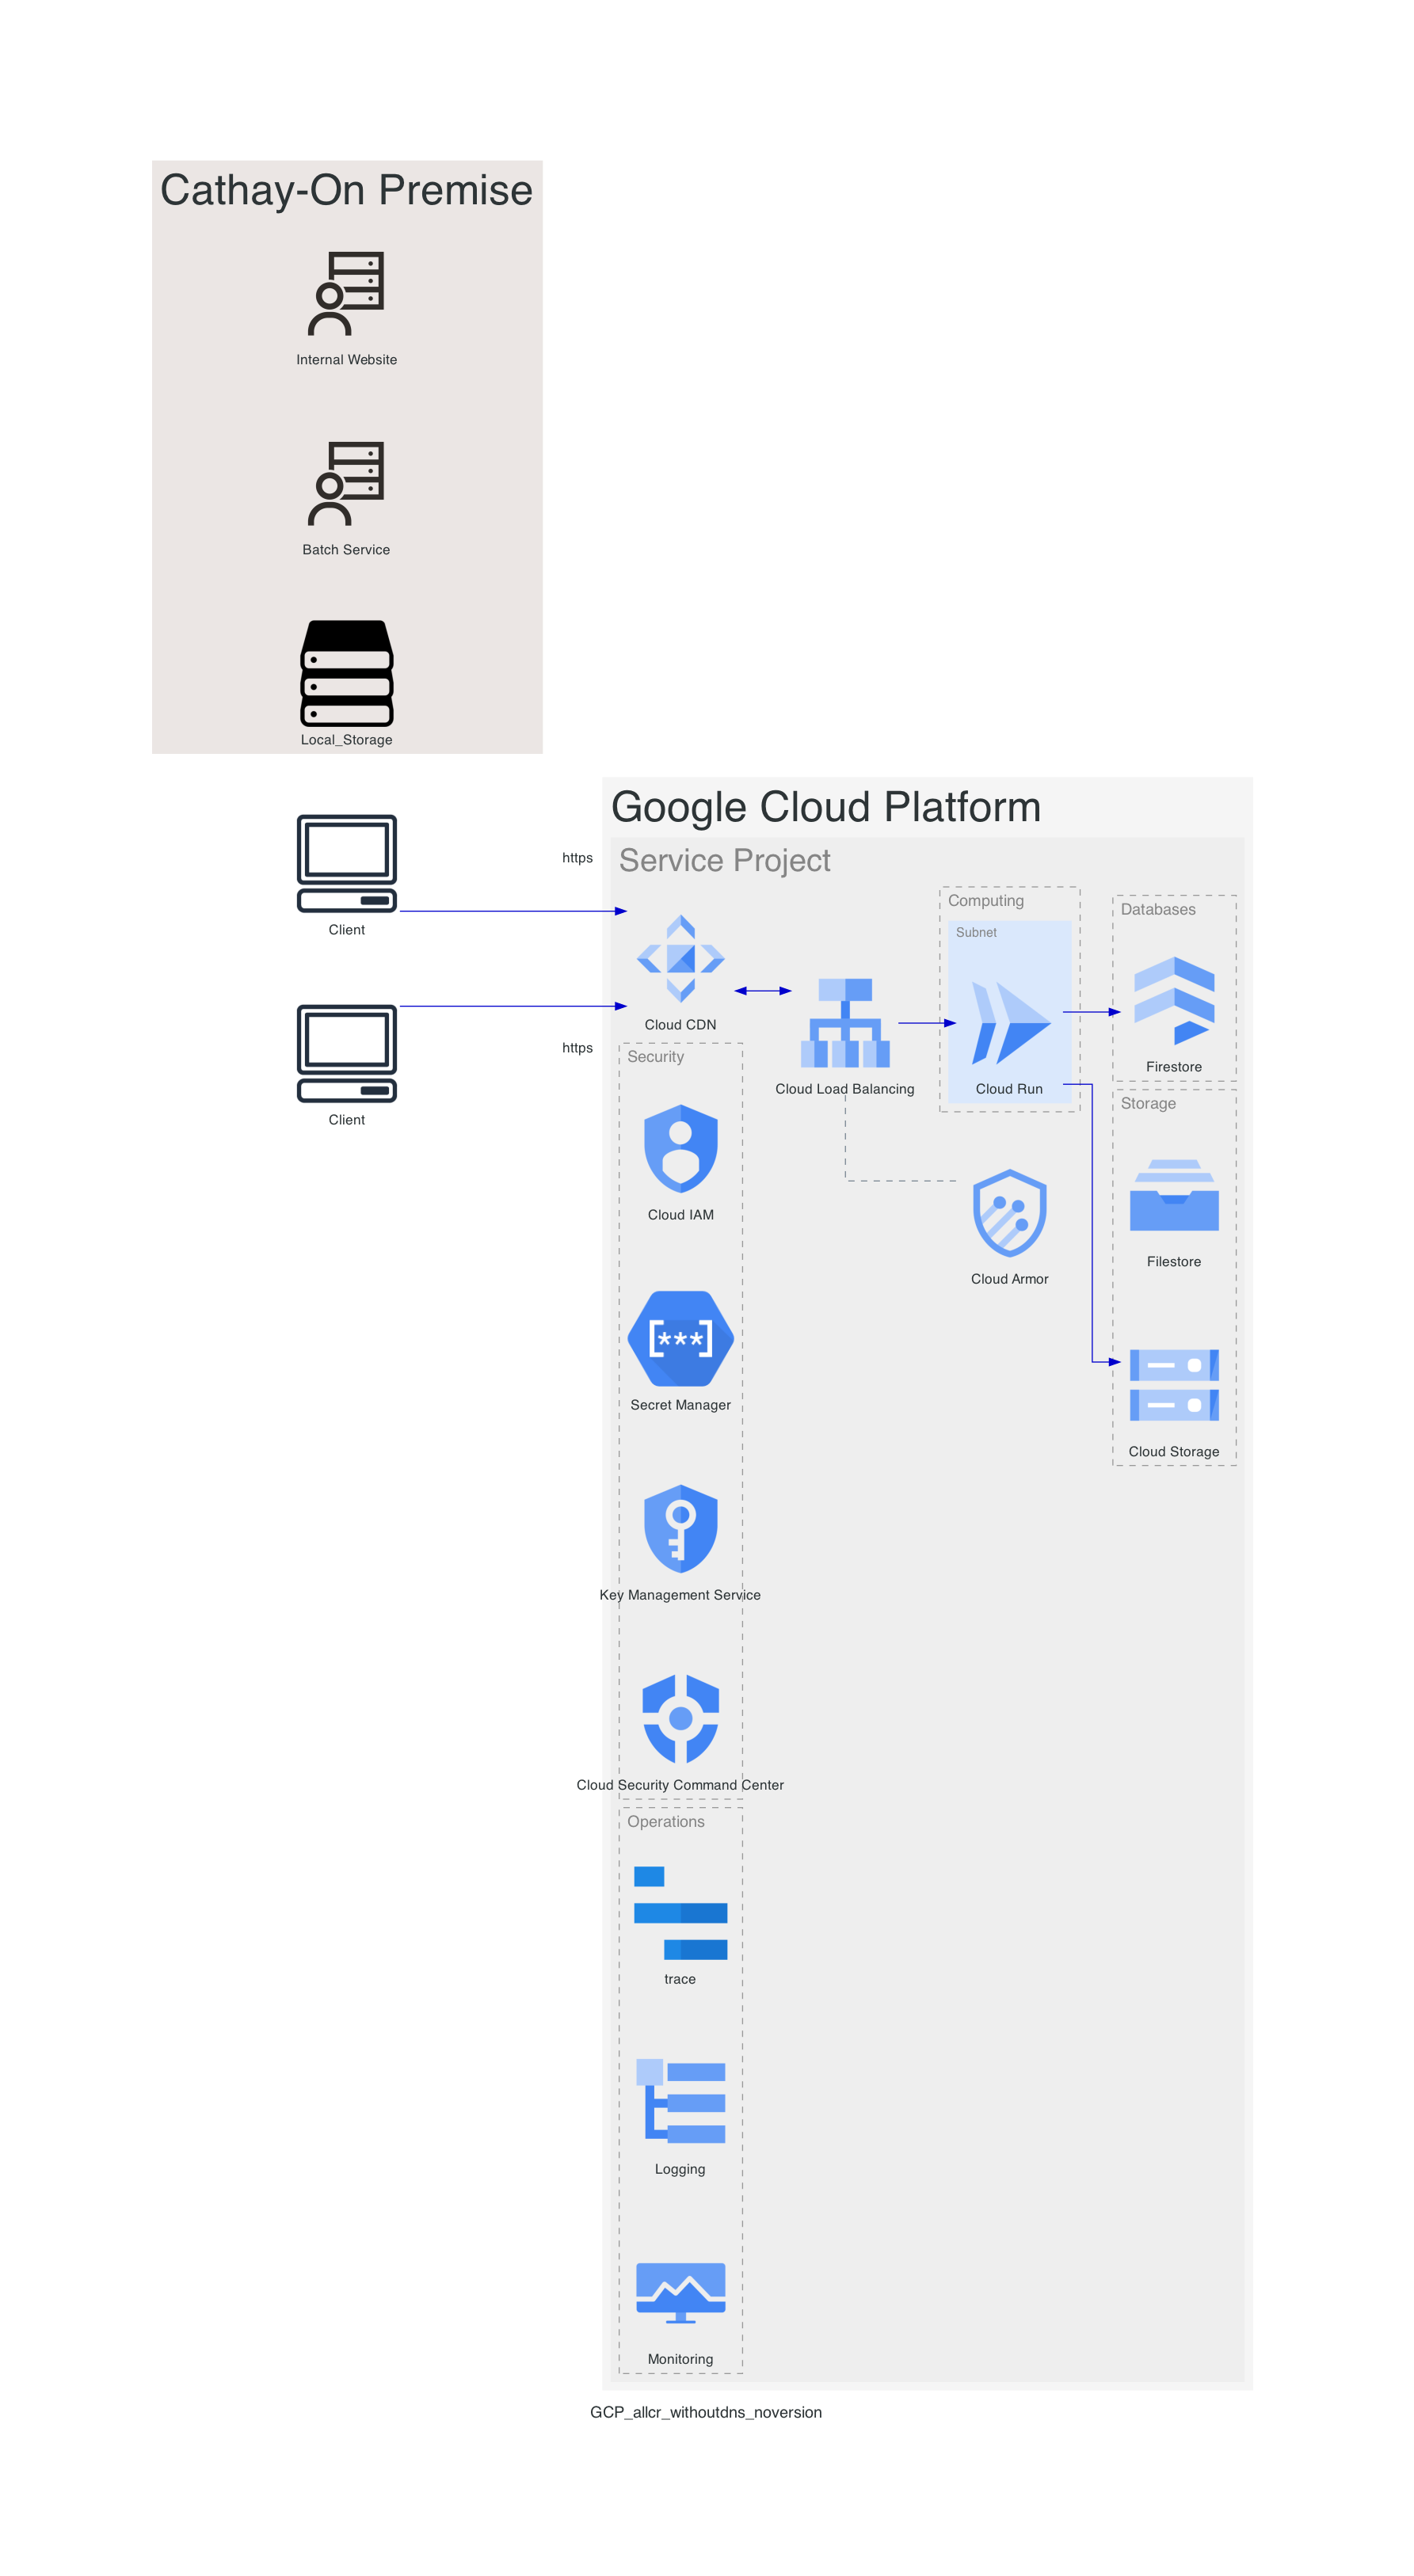 Cathay-On Premise
Internal Website
Batch Service
Local_Storage
Client
https
Client
https
Google Cloud Platform
Service Project
Cloud CDN
Cloud Load Balancing
Computing
Subnet
Cloud Run
Databases
Firestore
Storage
Filestore
Cloud Storage
Cloud Armor
Security
Cloud IAM
[***]
Secret Manager
Key Management Service
Cloud Security Command Center
Operations
trace
Logging
Monitoring
GCP_allcr_withoutdns_noversion